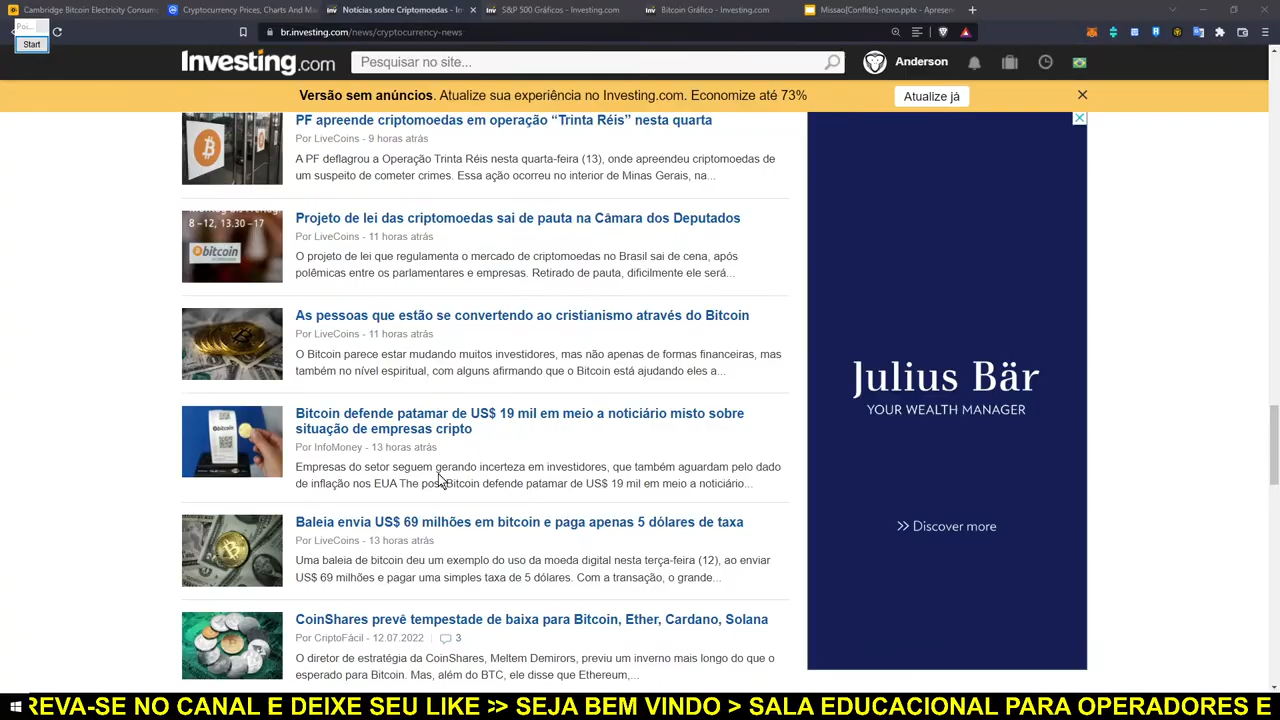 Cambridge Bitcoin Electricity Consum
Cryptocurrency Prices, Charts And Ma
Notícias sobre Criptomoedas - In
S&P 500 Gráficos - Investing.com
Bitcoin Gráfico - Investing.com
Missao[Conflito]-novo.pptx - Apresen
Poi...
Start
br.investing.com/news/cryptocurrency-news
Investing.com
Pesquisar no site...
Anderson
Versão sem anúncios. Atualize sua experiência no Investing.com. Economize até 73%
Atualize já
PF apreende criptomoedas em operação “Trinta Réis” nesta quarta
Por LiveCoins - 9 horas atrás
A PF deflagrou a Operação Trinta Réis nesta quarta-feira (13), onde apreendeu criptomoedas de
um suspeito de cometer crimes. Essa ação ocorreu no interior de Minas Gerais, na...
8 –12, 13.30 –17
bitcoin
Projeto de lei das criptomoedas sai de pauta na Câmara dos Deputados
Por LiveCoins - 11 horas atrás
O projeto de lei que regulamenta o mercado de criptomoedas no Brasil sai de cena, após
polêmicas entre os parlamentares e empresas. Retirado de pauta, dificilmente ele será...
As pessoas que estão se convertendo ao cristianismo através do Bitcoin
Por LiveCoins - 11 horas atrás
O Bitcoin parece estar mudando muitos investidores, mas não apenas de formas financeiras, mas
também no nível espiritual, com alguns afirmando que o Bitcoin está ajudando eles a...
Bitcoin defende patamar de US$ 19 mil em meio a noticiário misto sobre
situação de empresas cripto
Por InfoMoney - 13 horas atrás
Empresas do setor seguem gerando incerteza em investidores, que também aguardam pelo dado
de inflação nos EUA The pos Bitcoin defende patamar de US$ 19 mil em meio a noticiário...
Baleia envia US$ 69 milhões em bitcoin e paga apenas 5 dólares de taxa
Por LiveCoins - 13 horas atrás
Uma baleia de bitcoin deu um exemplo do uso da moeda digital nesta terça-feira (12), ao enviar
US$ 69 milhões e pagar uma simples taxa de 5 dólares. Com a transação, o grande...
CoinShares prevê tempestade de baixa para Bitcoin, Ether, Cardano, Solana
Por CriptoFácil - 12.07.2022 | 3
O diretor de estratégia da CoinShares, Meltem Demirors, previu um inverno mais longo do que o
esperado para Bitcoin. Mas, além do BTC, ele disse que Ethereum,...
Julius Bär
YOUR WEALTH MANAGER
>> Discover more
REVA-SE NO CANAL E DEIXE SEU LIKE >> SEJA BEM VINDO > SALA EDUCACIONAL PARA OPERADORES E